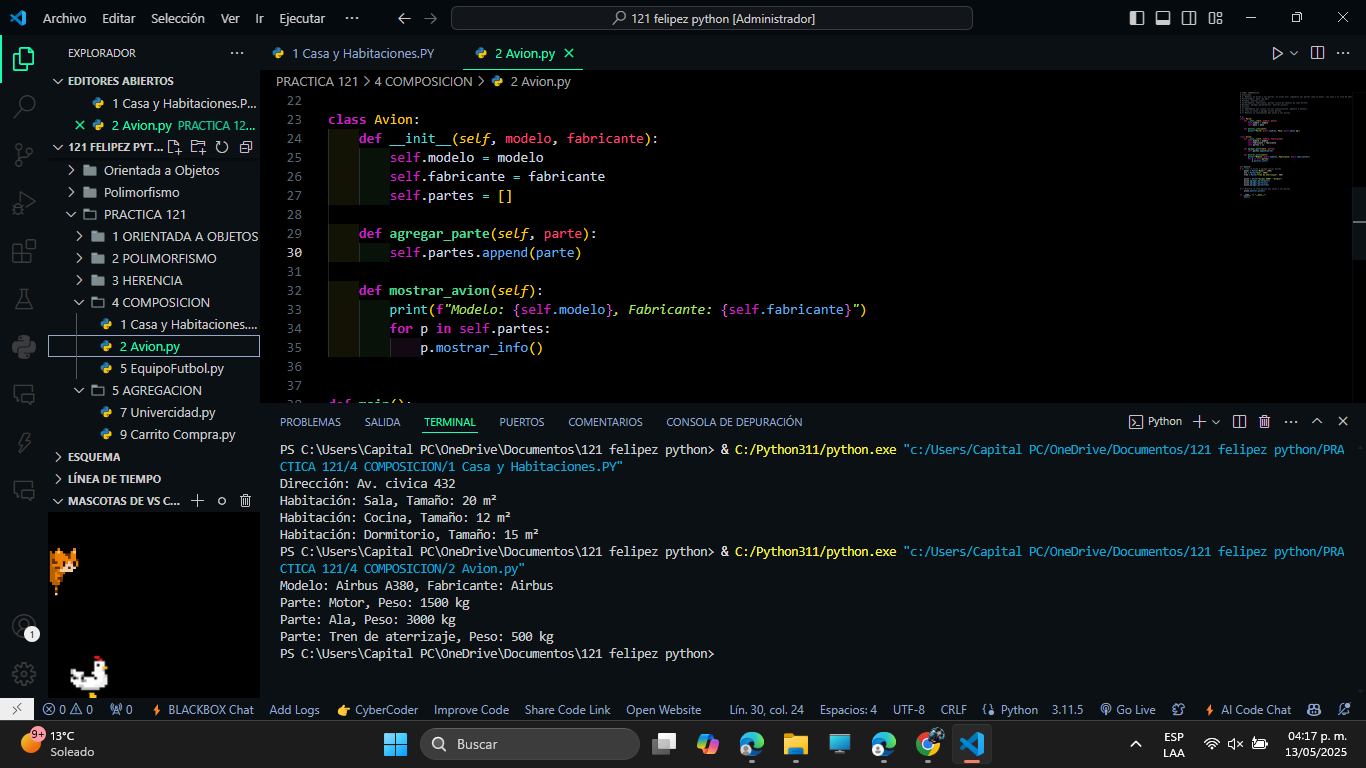 Archivo Editar Selección Ver Ir Ejecutar ··· 121 felipez python [Administrador]
EXPLORADOR ···
EDITORES ABIERTOS
1 Casa y Habitaciones.P...
2 Avion.py PRACTICA 12...
121 FELIPEZ PYT...
Orientada a Objetos
Polimorfismo
PRACTICA 121
1 ORIENTADA A OBJETOS
2 POLIMORFISMO
3 HERENCIA
4 COMPOSICION
1 Casa y Habitaciones....
2 Avion.py
5 EquipoFutbol.py
5 AGREGACION
7 Univercidad.py
9 Carrito Compra.py
ESQUEMA
LÍNEA DE TIEMPO
MASCOTAS DE VS C...
1
1 Casa y Habitaciones.PY
2 Avion.py
PRACTICA 121 > 4 COMPOSICION > 2 Avion.py
22
23 class Avion:
24 def __init__(self, modelo, fabricante):
25 self.modelo = modelo
26 self.fabricante = fabricante
27 self.partes = []
28
29 def agregar_parte(self, parte):
30 self.partes.append(parte)
31
32 def mostrar_avion(self):
33 print(f"Modelo: {self.modelo}, Fabricante: {self.fabricante}")
34 for p in self.partes:
35 p.mostrar_info()
36
37
38 def main():
PROBLEMAS SALIDA TERMINAL PUERTOS COMENTARIOS CONSOLA DE DEPURACIÓN Python
PS C:\Users\Capital PC\OneDrive\Documentos\121 felipez python> & C:/Python311/python.exe "c:/Users/Capital PC/OneDrive/Documentos/121 felipez python/PRA
CTICA 121/4 COMPOSICION/1 Casa y Habitaciones.PY"
Dirección: Av. civica 432
Habitación: Sala, Tamaño: 20 m²
Habitación: Cocina, Tamaño: 12 m²
Habitación: Dormitorio, Tamaño: 15 m²
PS C:\Users\Capital PC\OneDrive\Documentos\121 felipez python> & C:/Python311/python.exe "c:/Users/Capital PC/OneDrive/Documentos/121 felipez python/PRA
CTICA 121/4 COMPOSICION/2 Avion.py"
Modelo: Airbus A380, Fabricante: Airbus
Parte: Motor, Peso: 1500 kg
Parte: Ala, Peso: 3000 kg
Parte: Tren de aterrizaje, Peso: 500 kg
PS C:\Users\Capital PC\OneDrive\Documentos\121 felipez python>
0 0 0 BLACKBOX Chat Add Logs CyberCoder Improve Code Share Code Link Open Website Lín. 30, col. 24 Espacios: 4 UTF-8 CRLF Python 3.11.5 Go Live AI Code Chat
9+ 13°C
Soleado
Buscar
ESP
LAA
04:17 p. m.
13/05/2025